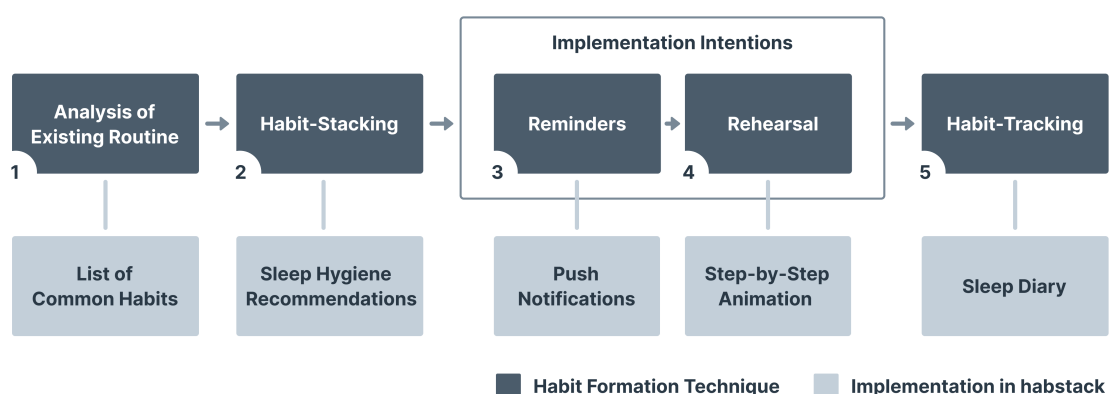 Implementation Intentions
Analysis of
Existing Routine
1
Habit-Stacking
2
Reminders
3
Rehearsal
4
Habit-Tracking
5
List of
Common Habits
Sleep Hygiene
Recommendations
Push
Notifications
Step-by-Step
Animation
Sleep Diary
Habit Formation Technique
Implementation in habstack